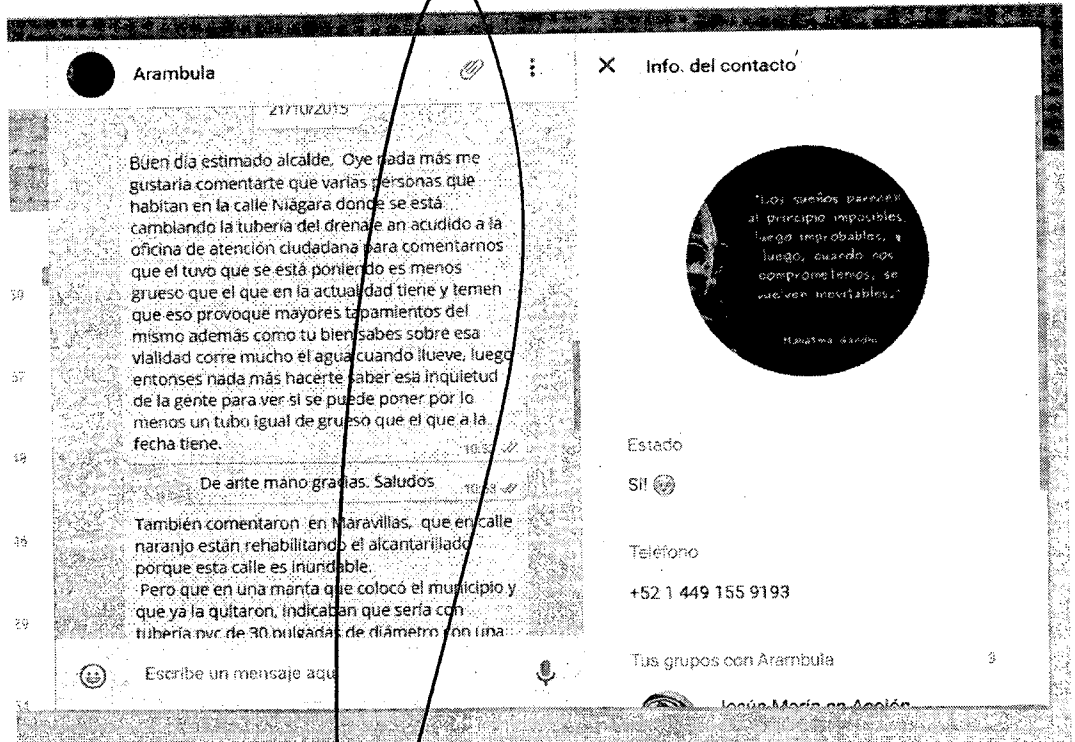 Arambula
21/10/2015
Buen día estimado alcalde. Oye nada más me
gustaría comentarte que varias personas que
habitan en la calle Niágara donde se está
cambiando la tubería del drenaje an acudido a la
oficina de atención ciudadana para comentarnos
que el tuvo que se está poniendo es menos
grueso que el que en la actualidad tiene y temen
que eso provoque mayores tapamientos del
mismo además como tu bien sabes sobre esa
vialidad corre mucho el agua cuando llueve, luego
entonses nada más hacerte saber esa inquietud
de la gente para ver si se puede poner por lo
menos un tubo igual de grueso que el que a la
fecha tiene.
De ante mano gracias. Saludos
También comentaron en Maravillas, que en calle
naranjo están rehabilitando el alcantarillado
porque esta calle es inundable.
Pero que en una manta que colocó el municipio y
que ya la quitaron, indicaban que sería con
tubería pvc de 30 pulgadas de diámetro con una
Escribe un mensaje aquí
Info. del contacto
"Los sueños parecen
al principio imposibles,
luego improbables, y
luego, cuando nos
comprometemos, se
vuelven inevitables."
Mahatma Gandhi
Estado
Sí!
Teléfono
+52 1 449 155 9193
Tus grupos con Arambula 3
Jesús Morín en Acción